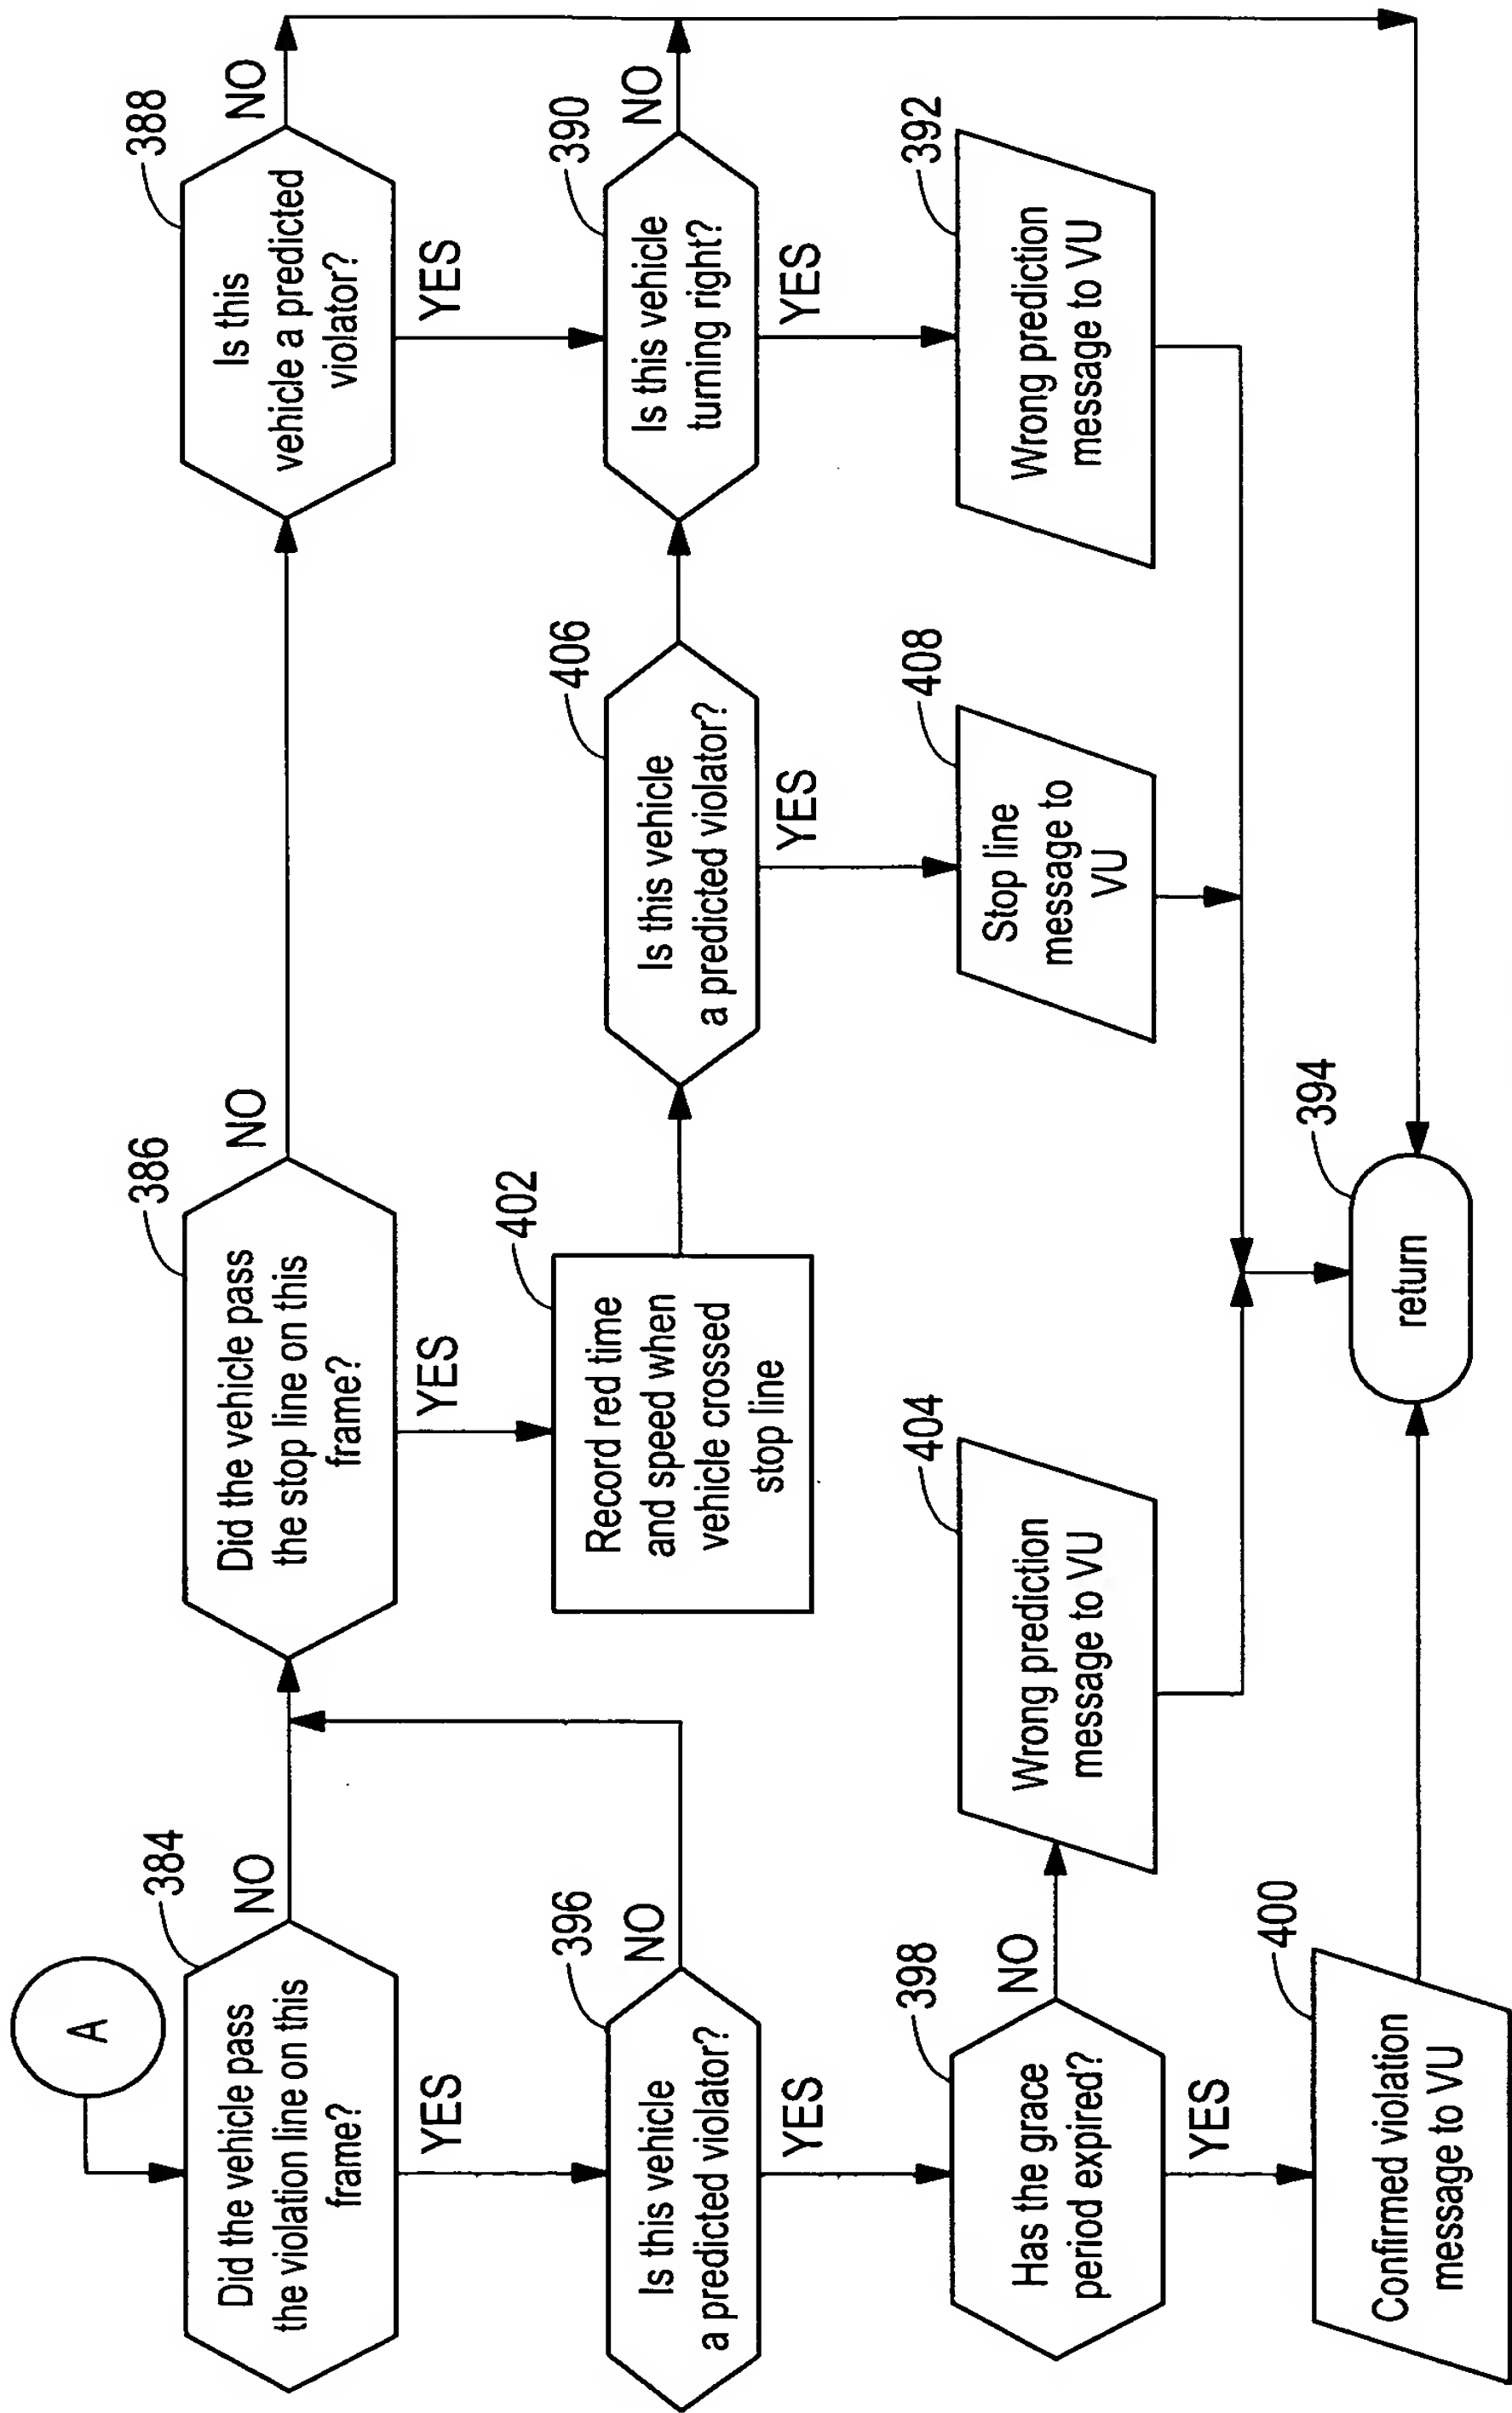 A
384
Did the vehicle pass
the violation line on this
frame?
NO
YES
386
Did the vehicle pass
the stop line on this
frame?
NO
YES
388
Is this
vehicle a predicted
violator?
NO
YES
396
Is this vehicle
a predicted violator?
NO
YES
402
Record red time
and speed when
vehicle crossed
stop line
406
Is this vehicle
a predicted violator?
YES
390
Is this vehicle
turning right?
NO
YES
398
Has the grace
period expired?
NO
YES
404
Wrong prediction
message to VU
408
Stop line
message to
VU
392
Wrong prediction
message to VU
400
Confirmed violation
message to VU
394
return